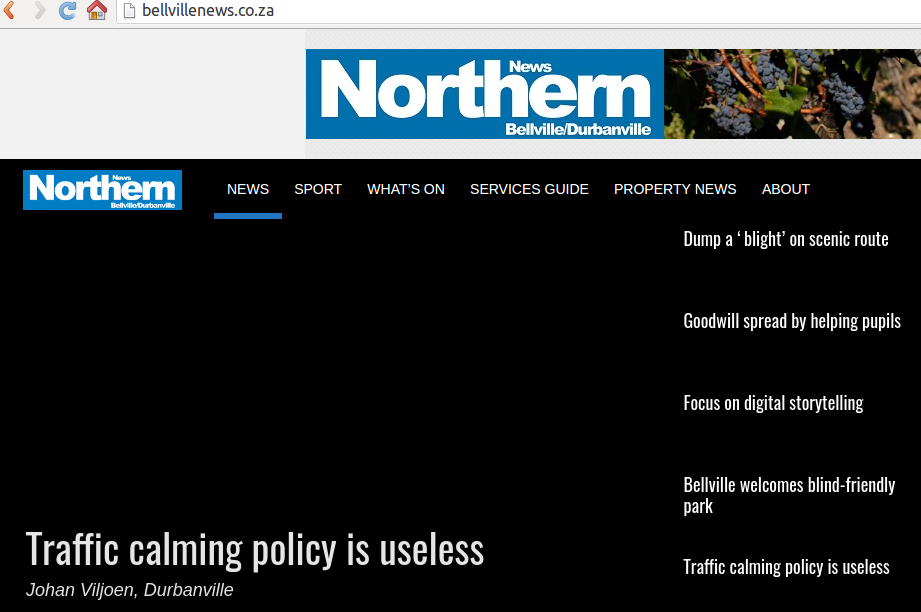 bellvillenews.co.za
News
Northern
Bellville/Durbanville
News
Northern
Bellville/Durbanville
NEWS SPORT WHAT'S ON SERVICES GUIDE PROPERTY NEWS ABOUT
Dump a ‘ blight’ on scenic route
Goodwill spread by helping pupils
Focus on digital storytelling
Bellville welcomes blind-friendly
park
Traffic calming policy is useless
Johan Viljoen, Durbanville
Traffic calming policy is useless